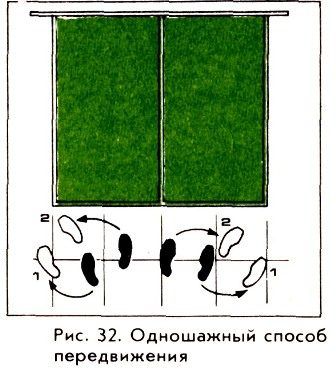 2 2
1 1
Рис. 32. Одношажный способ
передвижения